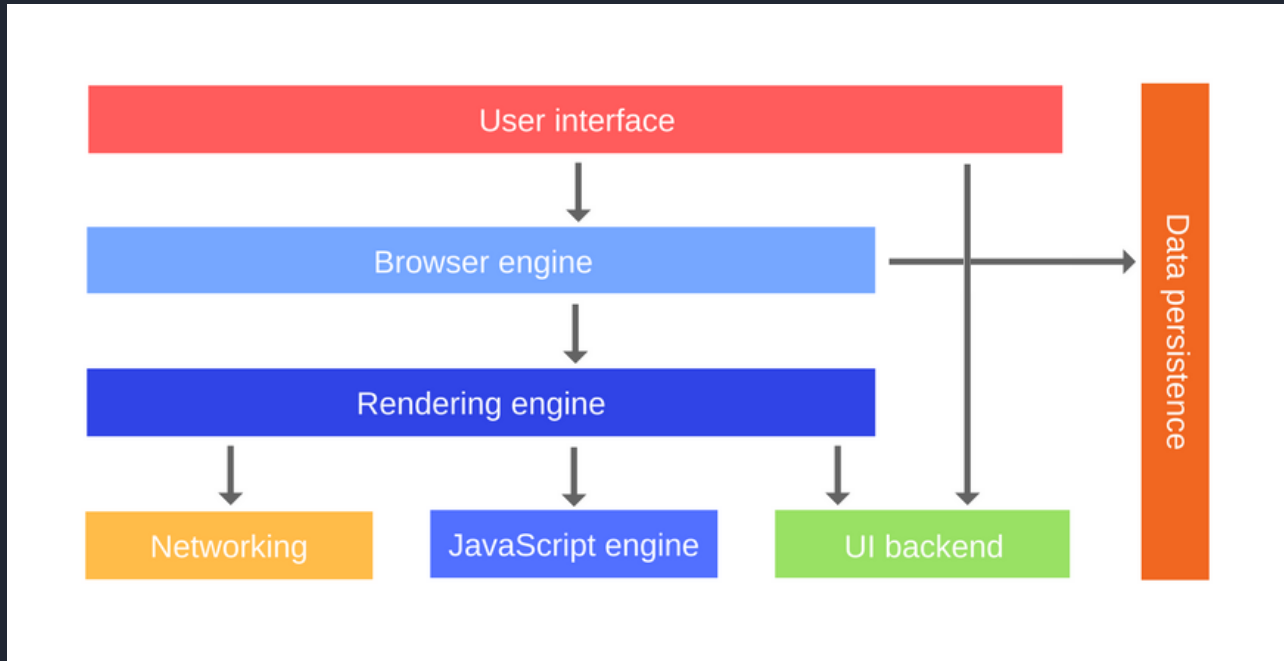 User interface
Browser engine
Data persistence
Rendering engine
Networking
JavaScript engine
UI backend